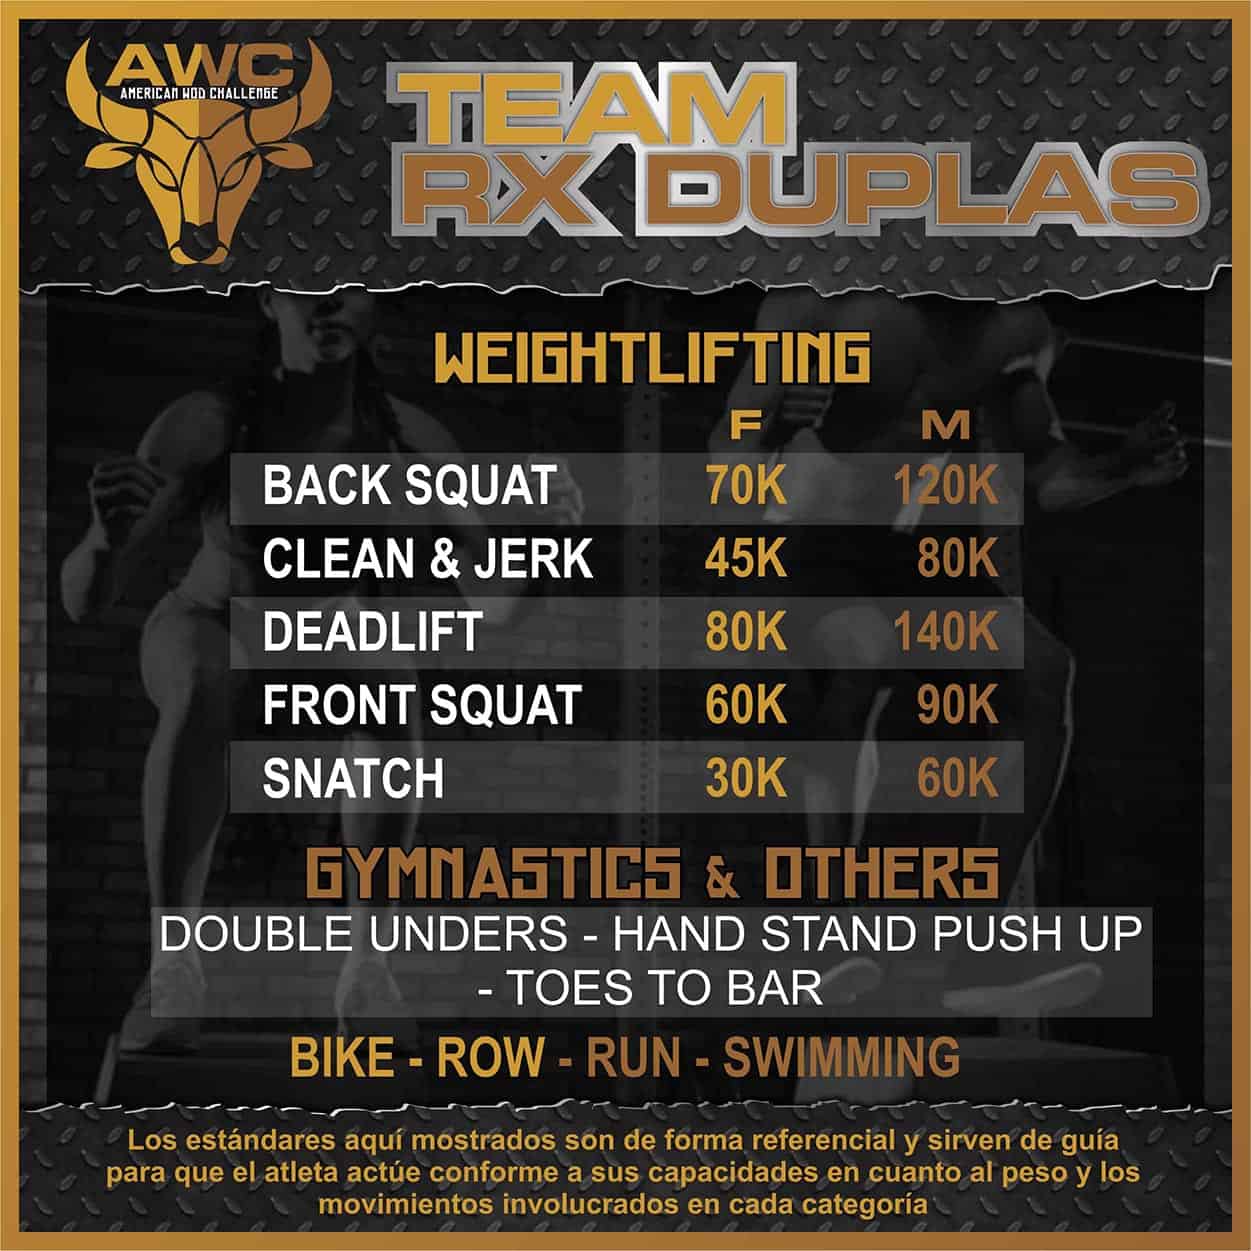 AWC
AMERICAN WOD CHALLENGE
TEAM
RX DUPLAS
WEIGHTLIFTING
F M
BACK SQUAT 70K 120K
CLEAN & JERK 45K 80K
DEADLIFT 80K 140K
FRONT SQUAT 60K 90K
SNATCH 30K 60K
GYMNASTICS & OTHERS
DOUBLE UNDERS - HAND STAND PUSH UP
- TOES TO BAR
BIKE - ROW - RUN - SWIMMING
Los estándares aquí mostrados son de forma referencial y sirven de guía
para que el atleta actúe conforme a sus capacidades en cuanto al peso y los
movimientos involucrados en cada categoría